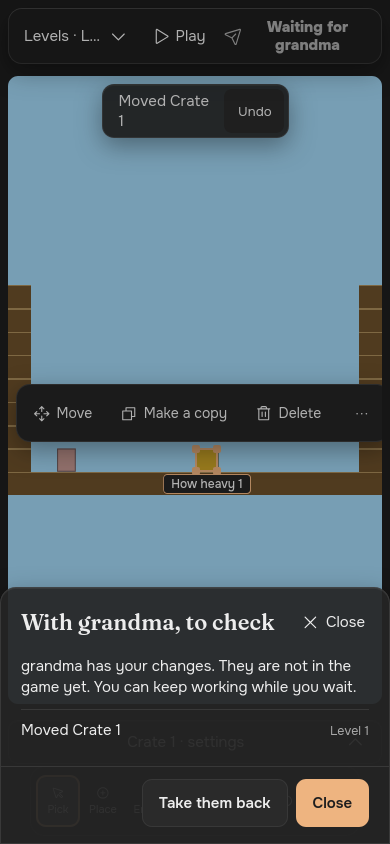 Levels · L...
Play
Waiting for
grandma
Moved Crate
1
Undo
Move
Make a copy
Delete
...
How heavy 1
With grandma, to check
Close
grandma has your changes. They are not in the
game yet. You can keep working while you wait.
Moved Crate 1
Level 1
Crate 1 · settings
Pick
Place
Take them back
Close